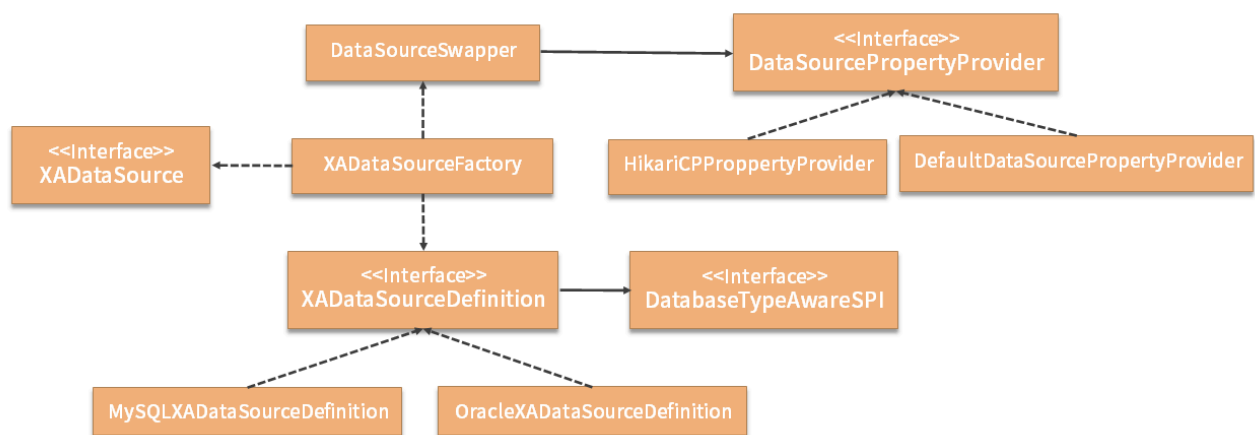 DataSourceSwapper
<<Interface>>
DataSourcePropertyProvider
<<Interface>>
XADataSource
XADataSourceFactory
HikariCPProppertyProvider
DefaultDataSourcePropertyProvider
<<Interface>>
XADataSourceDefinition
<<Interface>>
DatabaseTypeAwareSPI
MySQLXADataSourceDefinition
OracleXADataSourceDefinition